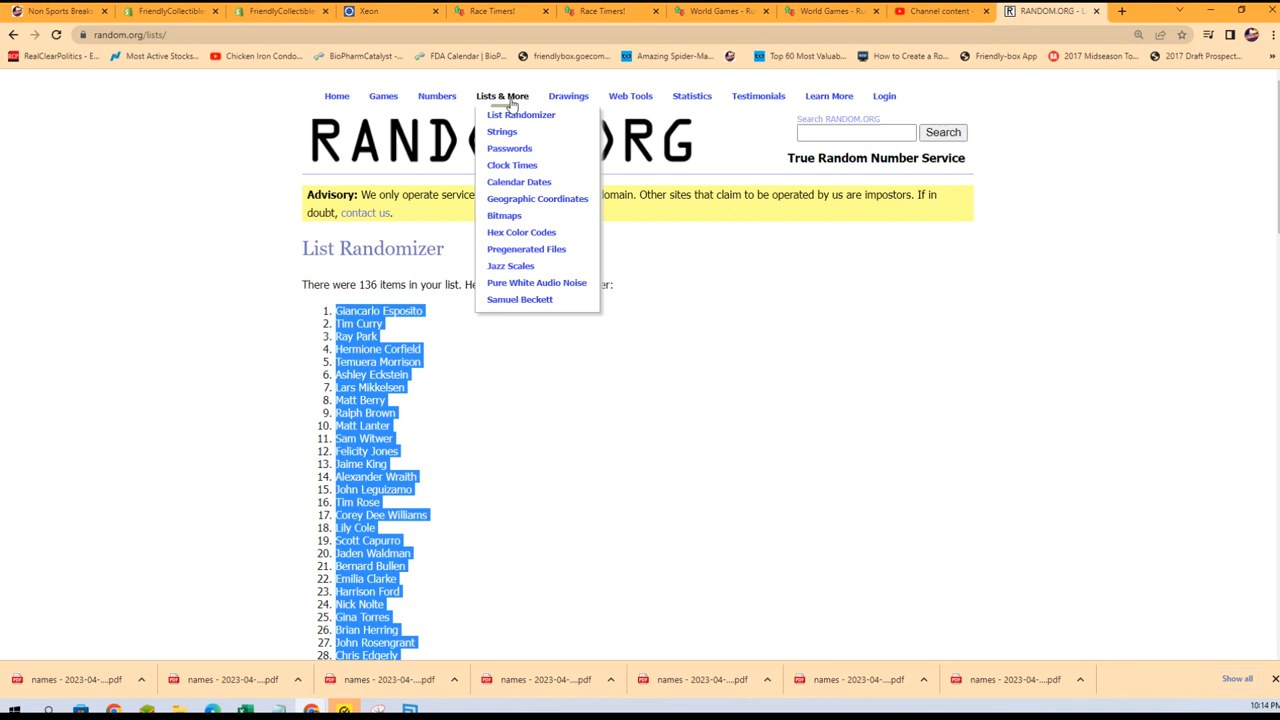 Non Sports Breaks
FriendlyCollectible
FriendlyCollectible
Xeon
Race Timers!
Race Timers!
World Games - Ru
World Games - Ru
Channel content -
RANDOM.ORG - L
random.org/lists/
RealClearPolitics - E...
Most Active Stocks...
Chicken Iron Condo...
BioPharmCatalyst...
FDA Calendar | BioP...
friendlybox.goecom...
Amazing Spider-Ma...
Top 60 Most Valuab...
How to Create a Ro...
Friendly-box
2017 Midseason To...
2017 Draft Prospect...
Home Games Numbers Lists & More Drawings Web Tools Statistics Testimonials Learn More Login
List Randomizer
Strings
Passwords
Clock Times
Calendar Dates
Geographic Coordinates
Bitmaps
Hex Color Codes
Pregenerated Files
Jazz Scales
Pure White Audio Noise
Samuel Beckett
Search RANDOM.ORG
Search
RAND RG
True Random Number Service
Advisory: We only operate service omain. Other sites that claim to be operated by us are impostors. If in
doubt, contact us.
List Randomizer
There were 136 items in your list. He er:
1. Giancarlo Esposito
2. Tim Curry
3. Ray Park
4. Hermione Corfield
5. Temuera Morrison
6. Ashley Eckstein
7. Lars Mikkelsen
8. Matt Berry
9. Ralph Brown
10. Matt Lanter
11. Sam Witwer
12. Felicity Jones
13. Jaime King
14. Alexander Wraith
15. John Leguizamo
16. Tim Rose
17. Corey Dee Williams
18. Lily Cole
19. Scott Capurro
20. Jaden Waldman
21. Bernard Bullen
22. Emilia Clarke
23. Harrison Ford
24. Nick Nolte
25. Gina Torres
26. Brian Herring
27. John Rosengrant
28. Chris Edgerly
names - 2023-04-....pdf
names - 2023-04-....pdf
names - 2023-04-....pdf
names - 2023-04-....pdf
names - 2023-04-....pdf
names - 2023-04-....pdf
names - 2023-04-....pdf
Show all
10:14 PM